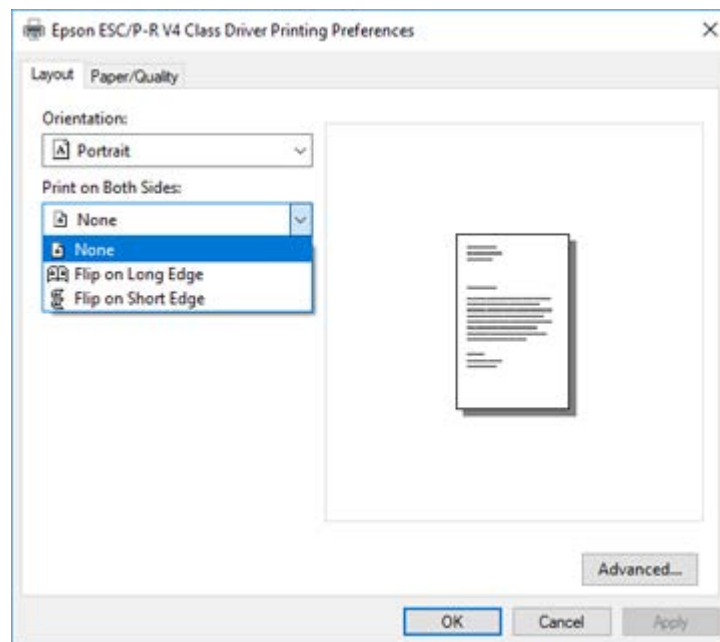 Epson ESC/P-R V4 Class Driver Printing Preferences
Layout Paper/Quality
Orientation:
A Portrait
Print on Both Sides:
None
None
Flip on Long Edge
Flip on Short Edge
Advanced...
OK Cancel Apply